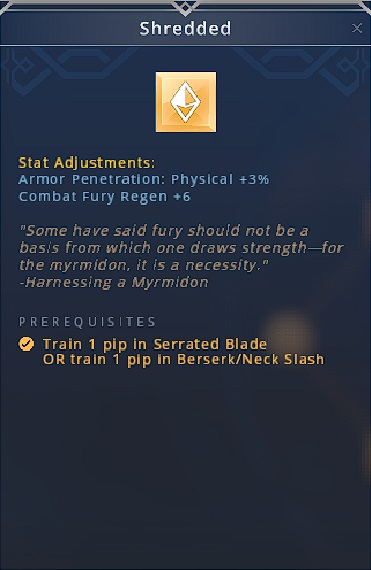 Shredded
Stat Adjustments:
Armor Penetration: Physical +3%
Combat Fury Regen +6
"Some have said fury should not be a
basis from which one draws strength—for
the myrmidon, it is a necessity."
-Harnessing a Myrmidon
PREREQUISITES
Train 1 pip in Serrated Blade
OR train 1 pip in Berserk/Neck Slash